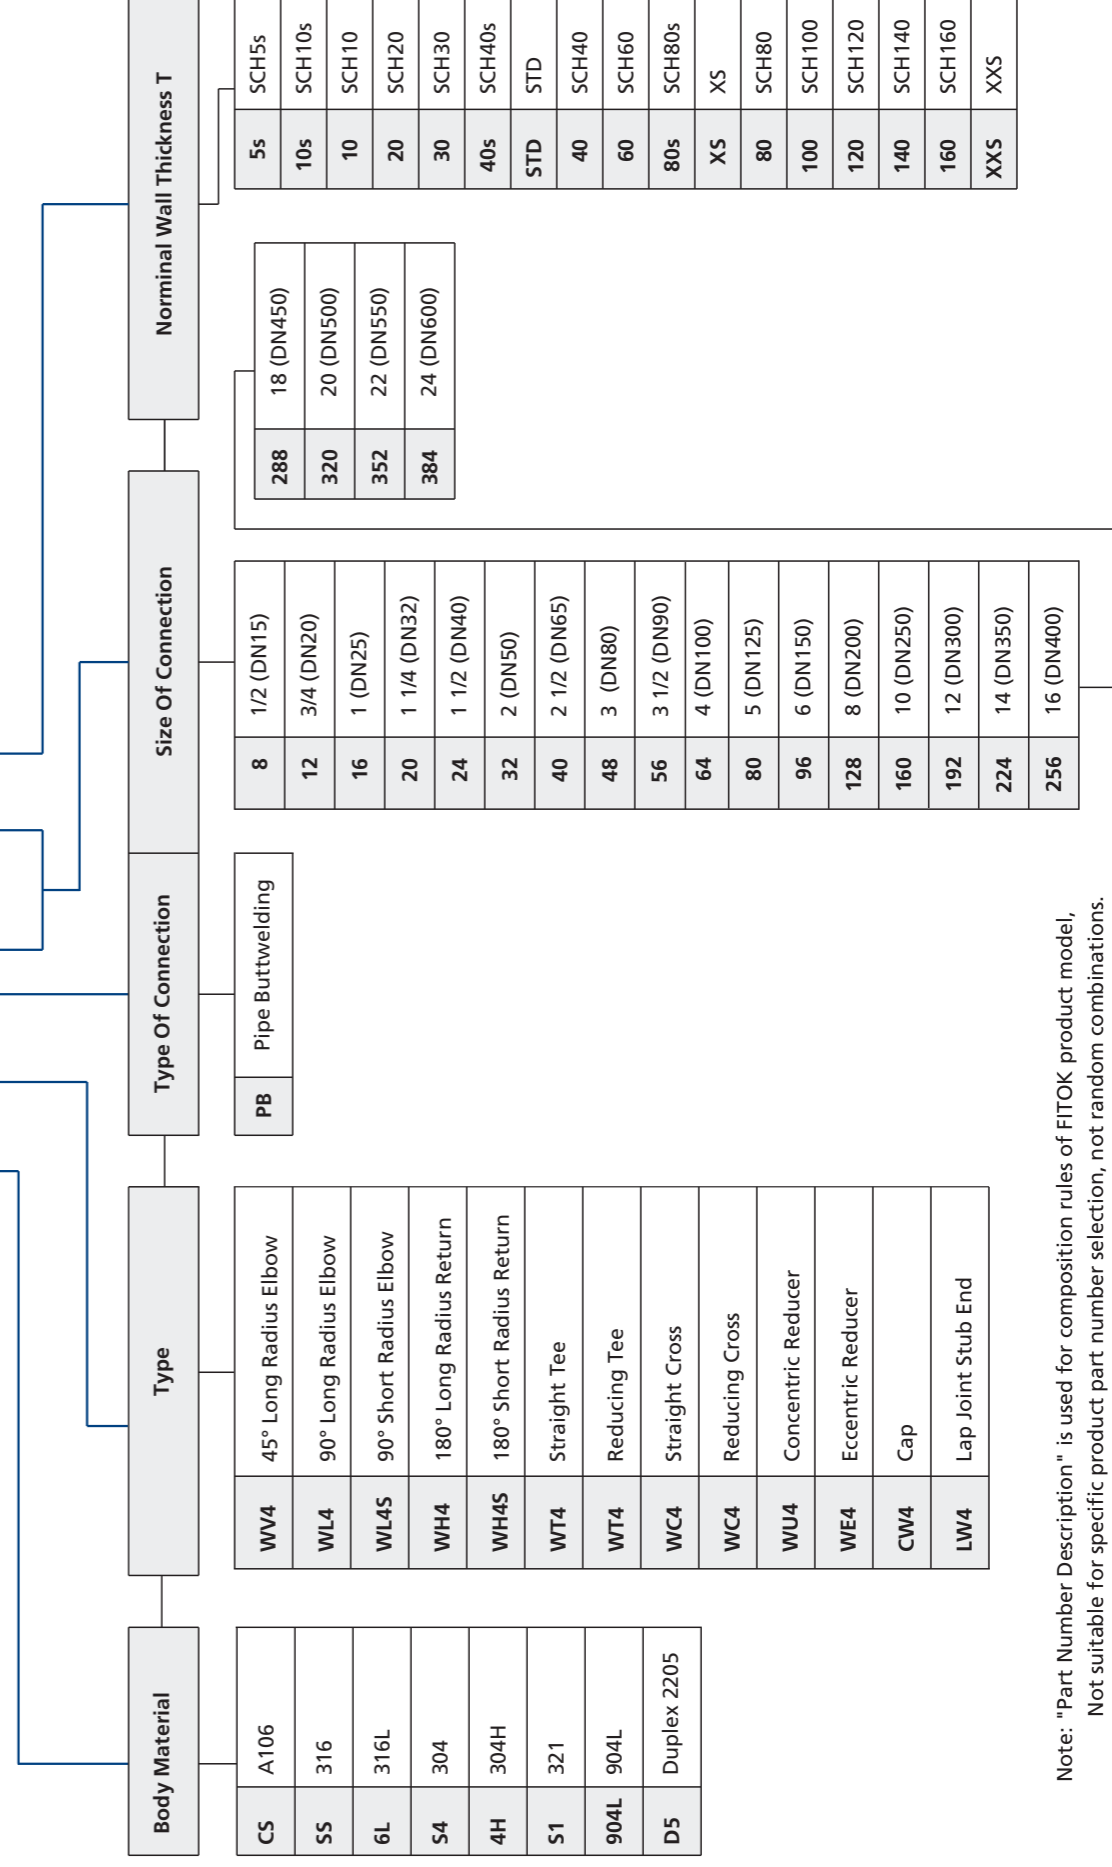 Body Material
CS A106
SS 316
6L 316L
S4 304
4H 304H
S1 321
904L 904L
D5 Duplex 2205
Type
WV4 45° Long Radius Elbow
WL4 90° Long Radius Elbow
WL4S 90° Short Radius Elbow
WH4 180° Long Radius Return
WH4S 180° Short Radius Return
WT4 Straight Tee
WT4 Reducing Tee
WC4 Straight Cross
WC4 Reducing Cross
WU4 Concentric Reducer
WE4 Eccentric Reducer
CW4 Cap
LW4 Lap Joint Stub End
Type Of Connection
PB Pipe Buttwelding
Size Of Connection
8 1/2 (DN15)
12 3/4 (DN20)
16 1 (DN25)
20 1 1/4 (DN32)
24 1 1/2 (DN40)
32 2 (DN50)
40 2 1/2 (DN65)
48 3 (DN80)
56 3 1/2 (DN90)
64 4 (DN100)
80 5 (DN125)
96 6 (DN150)
128 8 (DN200)
160 10 (DN250)
192 12 (DN300)
224 14 (DN350)
256 16 (DN400)
288 18 (DN450)
320 20 (DN500)
352 22 (DN550)
384 24 (DN600)
Norminal Wall Thickness T
5s SCH5s
10s SCH10s
10 SCH10
20 SCH20
30 SCH30
40s SCH40s
STD STD
40 SCH40
60 SCH60
80s SCH80s
XS XS
80 SCH80
100 SCH100
120 SCH120
140 SCH140
160 SCH160
XXS XXS
Note: "Part Number Description" is used for composition rules of FITOK product model,
Not suitable for specific product part number selection, not random combinations.